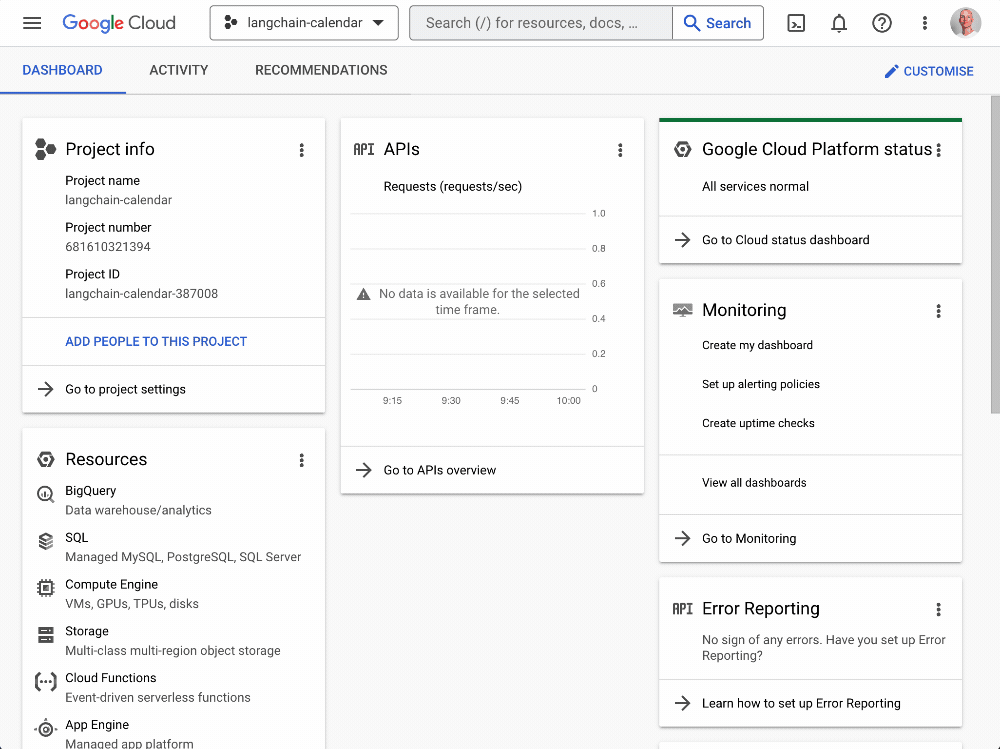 Google Cloud
langchain-calendar
Search (/) for resources, docs, ...
Search
DASHBOARD
ACTIVITY
RECOMMENDATIONS
CUSTOMISE
Project info
Project name
langchain-calendar
Project number
681610321394
Project ID
langchain-calendar-387008
ADD PEOPLE TO THIS PROJECT
Go to project settings
Resources
BigQuery
Data warehouse/analytics
SQL
Managed MySQL, PostgreSQL, SQL Server
Compute Engine
VMs, GPUs, TPUs, disks
Storage
Multi-class multi-region object storage
Cloud Functions
Event-driven serverless functions
App Engine
Managed app platform
API APIs
Requests (requests/sec)
1.0
0.8
0.6
0.4
0.2
0
No data is available for the selected
time frame.
9:15 9:30 9:45 10:00
Go to APIs overview
Google Cloud Platform status
All services normal
Go to Cloud status dashboard
Monitoring
Create my dashboard
Set up alerting policies
Create uptime checks
View all dashboards
Go to Monitoring
API Error Reporting
No sign of any errors. Have you set up Error
Reporting?
Learn how to set up Error Reporting